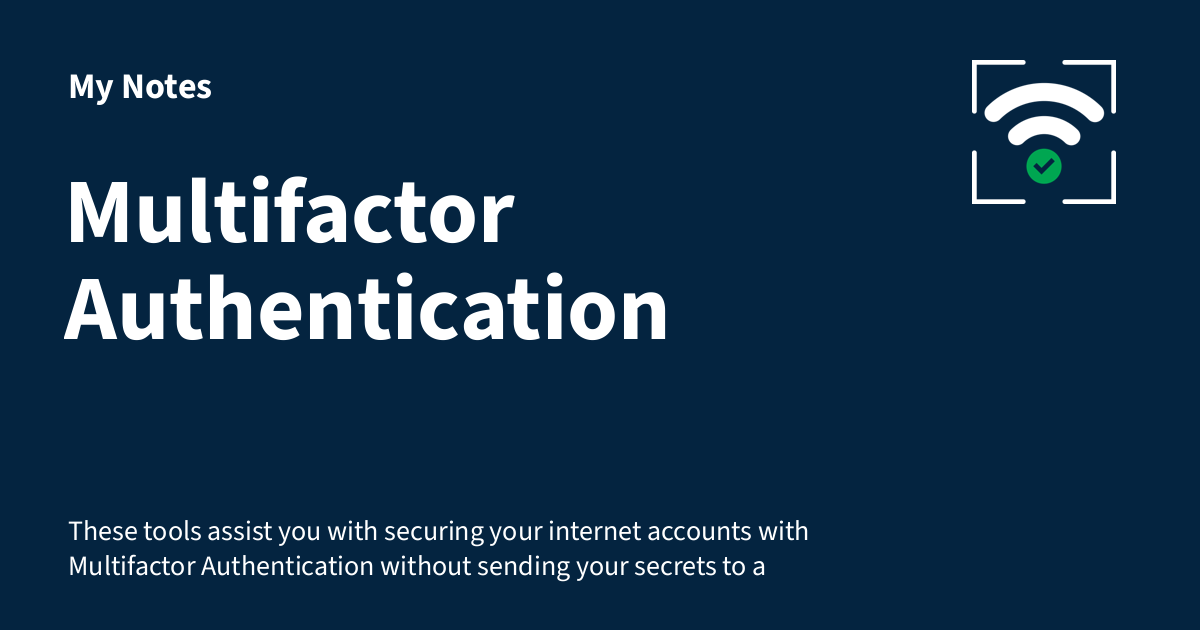 My Notes
Multifactor
Authentication
These tools assist you with securing your internet accounts with
Multifactor Authentication without sending your secrets to a